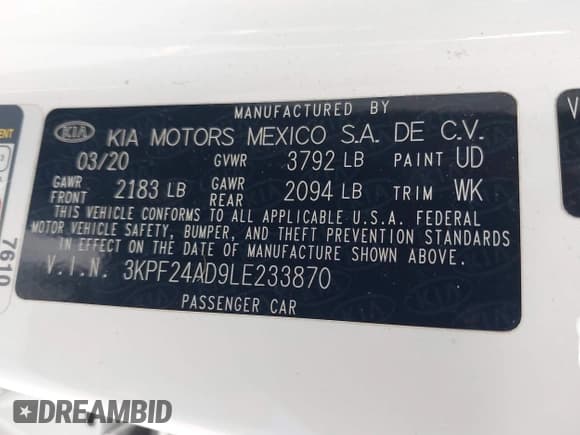 MANUFACTURED BY
KIA KIA MOTORS MEXICO S.A. DE C.V.
03/20 GVWR 3792 LB PAINT UD
GAWR FRONT 2183 LB GAWR REAR 2094 LB TRIM WK
THIS VEHICLE CONFORMS TO ALL APPLICABLE U.S.A. FEDERAL
MOTOR VEHICLE SAFETY, BUMPER, AND THEFT PREVENTION STANDARDS
IN EFFECT ON THE DATE OF MANUFACTURE SHOWN ABOVE.
V.I.N. 3KPF24AD9LE233870
PASSENGER CAR
7610
DREAMBID